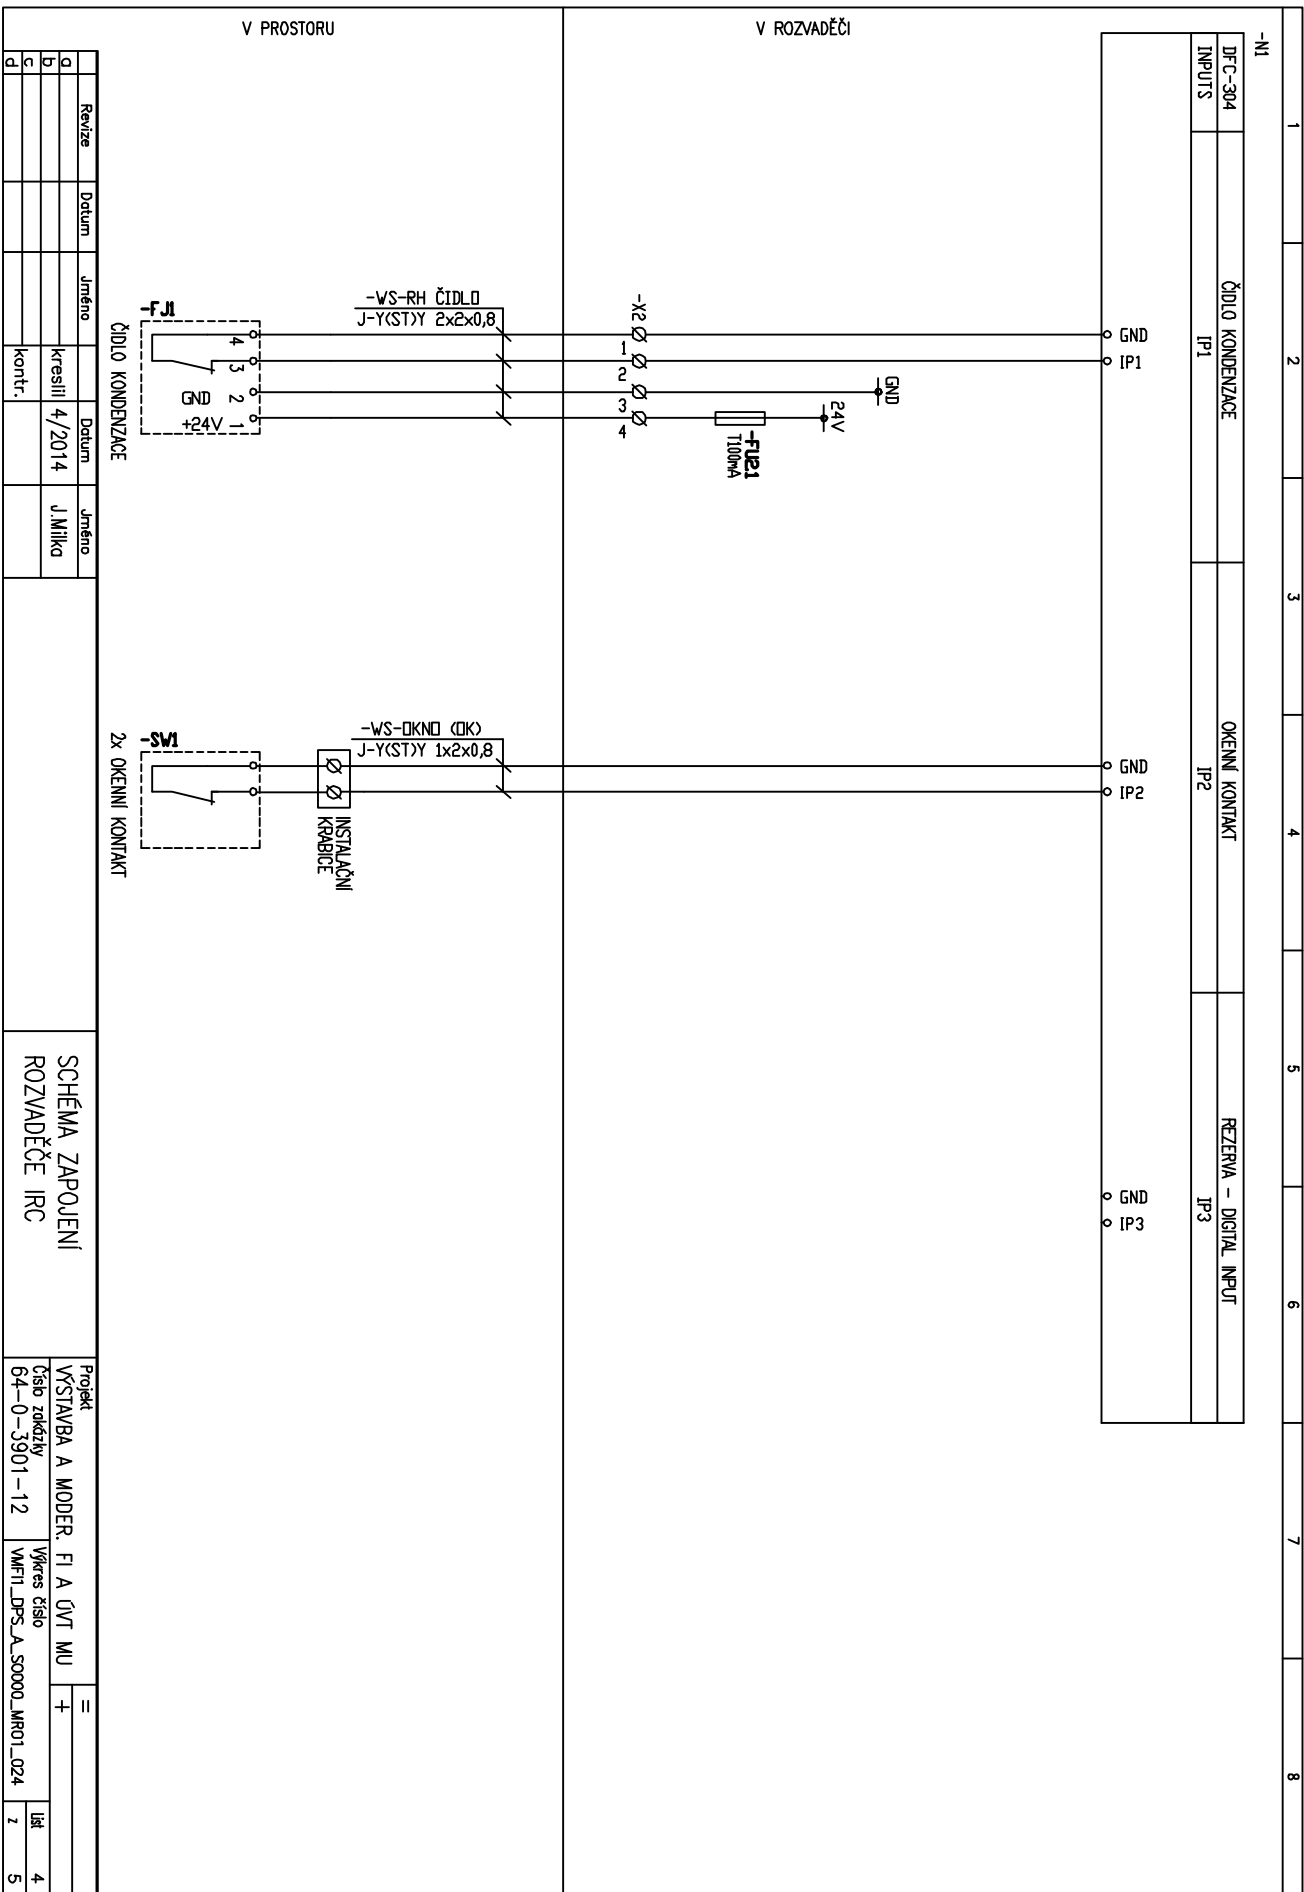 1
2
3
4
5
6
7
8
-N1
DFC-304
INPUTS
ČIDLO KONDENZACE
IP1
OKENNÍ KONTAKT
IP2
REZERVA - DIGITAL INPUT
IP3
GND
IP1
GND
IP2
GND
IP3
V ROZVADĚČI
GND
24V
-FU2.1
T100mA
-X2
1
2
3
4
V PROSTORU
-WS-RH ČIDLO
J-Y(ST)Y 2x2x0,8
-WS-OKNO (OK)
J-Y(ST)Y 1x2x0,8
INSTALAČNÍ
KRABICE
-FJ1
4
3
2
1
GND
+24V
ČIDLO KONDENZACE
-SW1
2x OKENNÍ KONTAKT
Revize
Datum
Jméno
Datum
Jméno
a
b
c
d
kreslil
4/2014
J.Milka
kontr.
SCHÉMA ZAPOJENÍ
ROZVADĚČE IRC
Projekt
VÝSTAVBA A MODER. FI A ÚVT MU
Číslo zakázky
64-0-3901-12
Výkres číslo
VMFI1_DPS_A_SO000_MR01_024
=
+
List
4
z
5